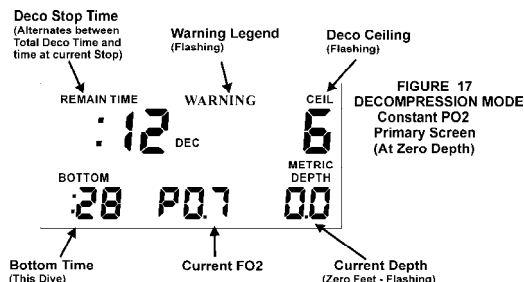 Deco Stop Time
(Alternates between
Total Deco Time and
time at current Stop)
Warning Legend
(Flashing)
Deco Ceiling
(Flashing)
REMAIN TIME
WARNING
CEIL
:12
DEC
6
METRIC
BOTTOM
DEPTH
:28
P0.7
0.0
FIGURE 17
DECOMPRESSION MODE
Constant PO2
Primary Screen
(At Zero Depth)
Bottom Time
(This Dive)
Current FO2
Current Depth
(Zero Feet - Flashing)